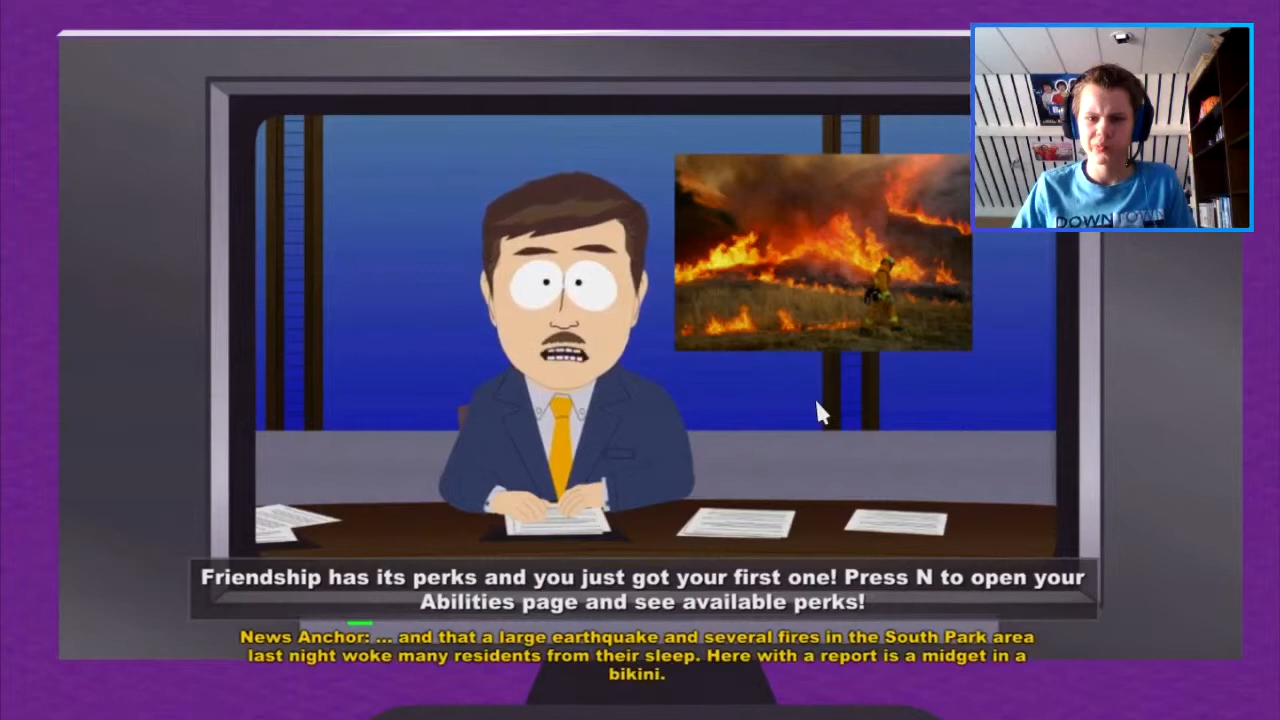 DOWNTOWN
Friendship has its perks and you just got your first one! Press N to open your
Abilities page and see available perks!
News Anchor: ... and that a large earthquake and several fires in the South Park area
last night woke many residents from their sleep. Here with a report is a midget in a
bikini.